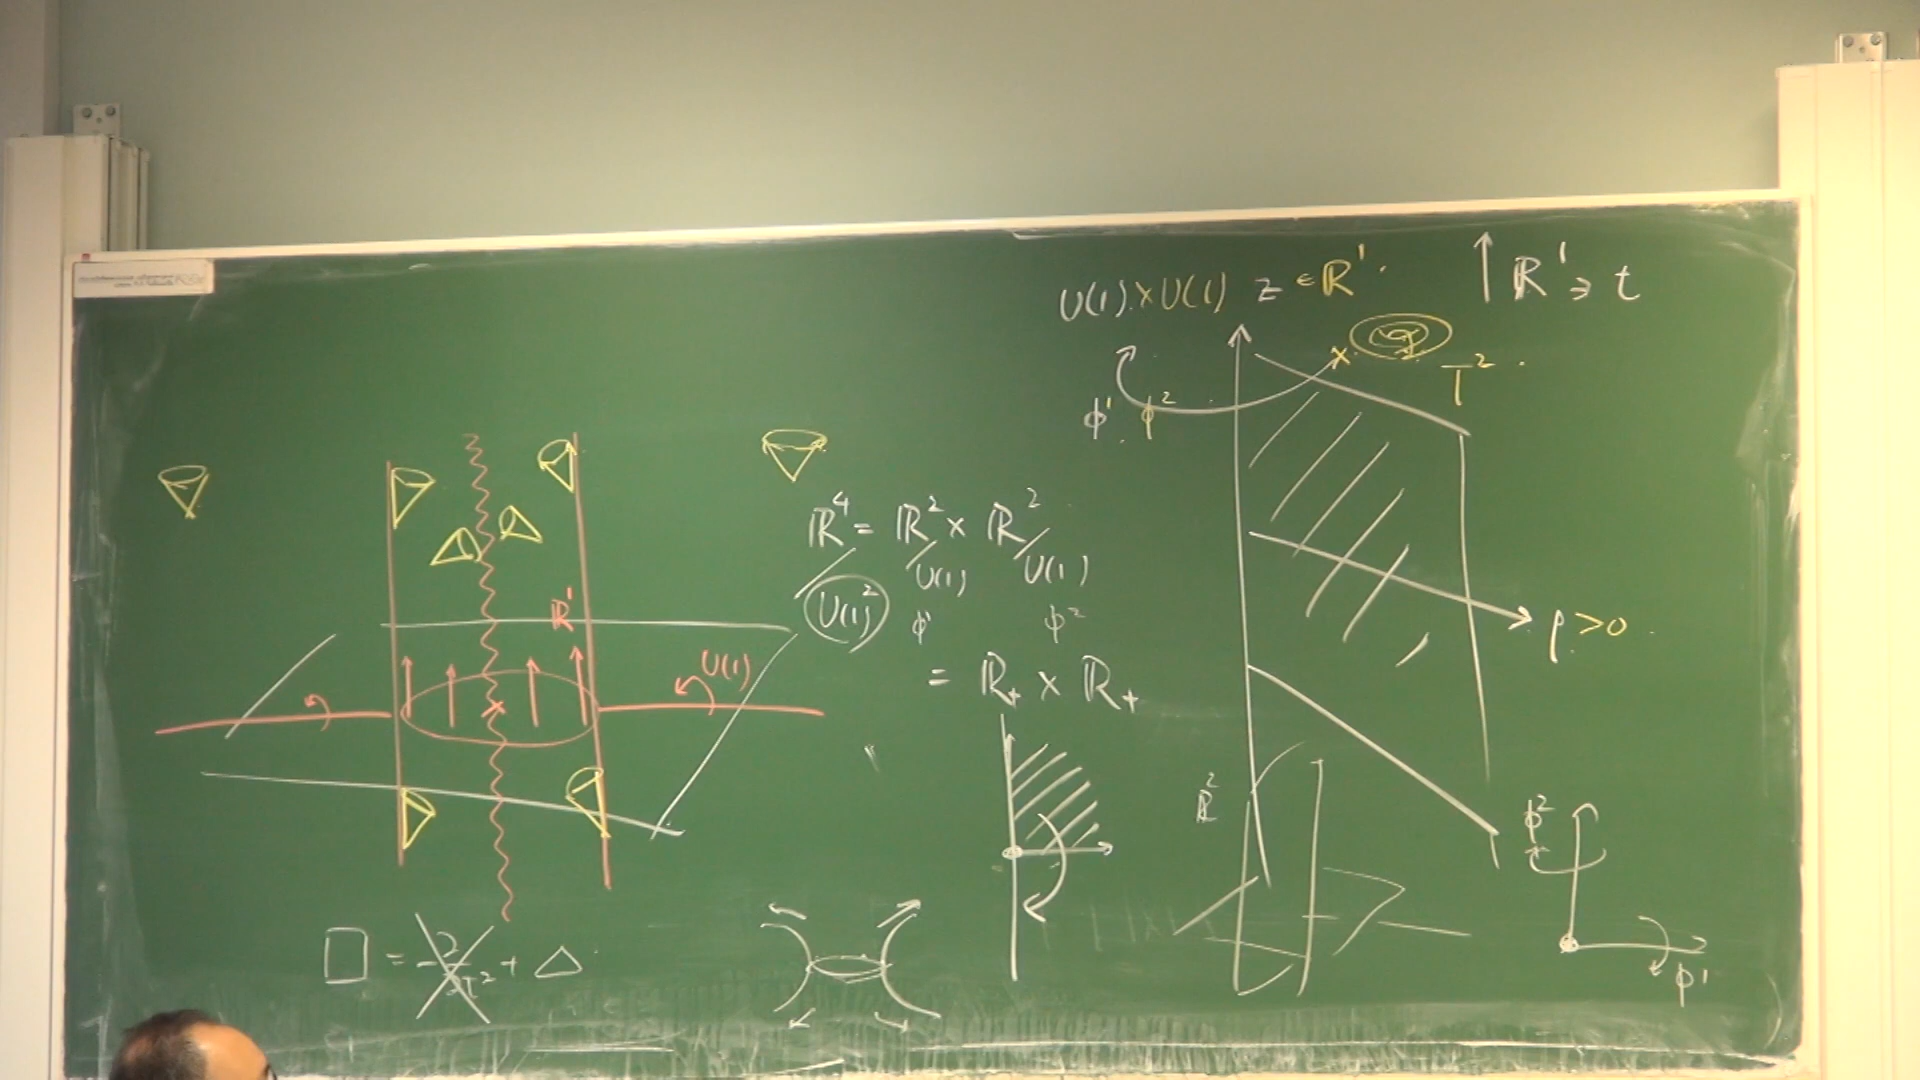 U(1) × U(1) z ∈ ℝ¹ .
↑ ℝ¹ ∋ t
T² .
ϕ¹ . ϕ²
ℝ⁴ = ℝ² × ℝ²
/ U(1)² / U(1) / U(1)
ϕ¹ ϕ²
= ℝ₊ × ℝ₊
ρ > 0 .
ℝ¹
U(1)
ℝ²
ϕ²
ϕ¹
□ = ∂²/∂t² + △